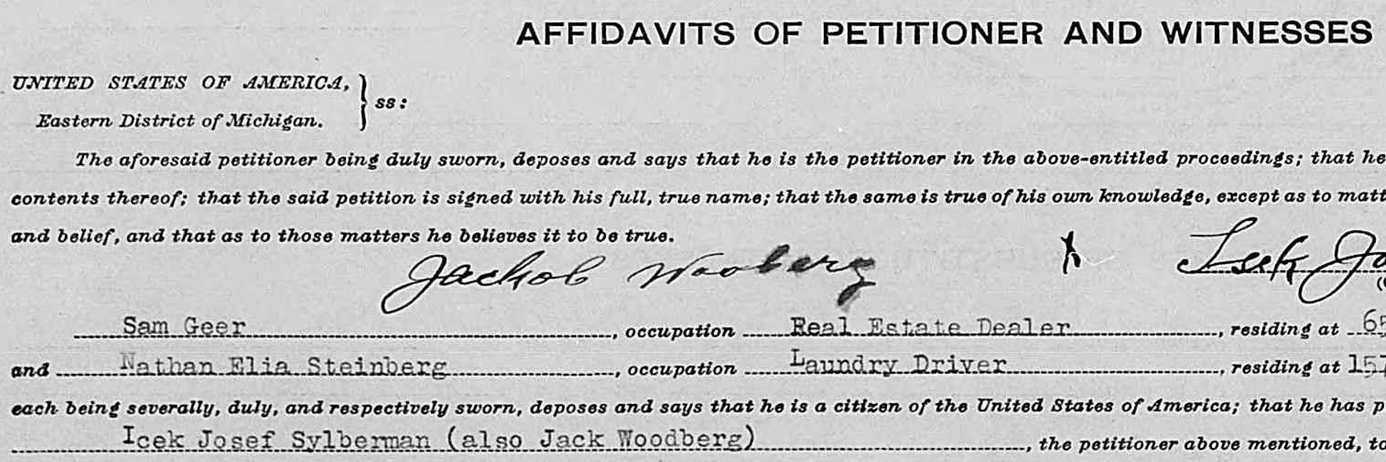 AFFIDAVITS OF PETITIONER AND WITNESSES
UNITED STATES OF AMERICA,
Eastern District of Michigan.
} ss:
The aforesaid petitioner being duly sworn, deposes and says that he is the petitioner in the above-entitled proceedings; that he
contents thereof; that the said petition is signed with his full, true name; that the same is true of his own knowledge, except as to matt
and belief, and that as to those matters he believes it to be true.
Jackob Wooberg
Sam Geer, occupation Real Estate Dealer, residing at 65
and Nathan Elia Steinberg, occupation Laundry Driver, residing at 157
each being severally, duly, and respectively sworn, deposes and says that he is a citizen of the United States of America; that he has p
Icek Josef Sylberman (also Jack Woodberg), the petitioner above mentioned, to